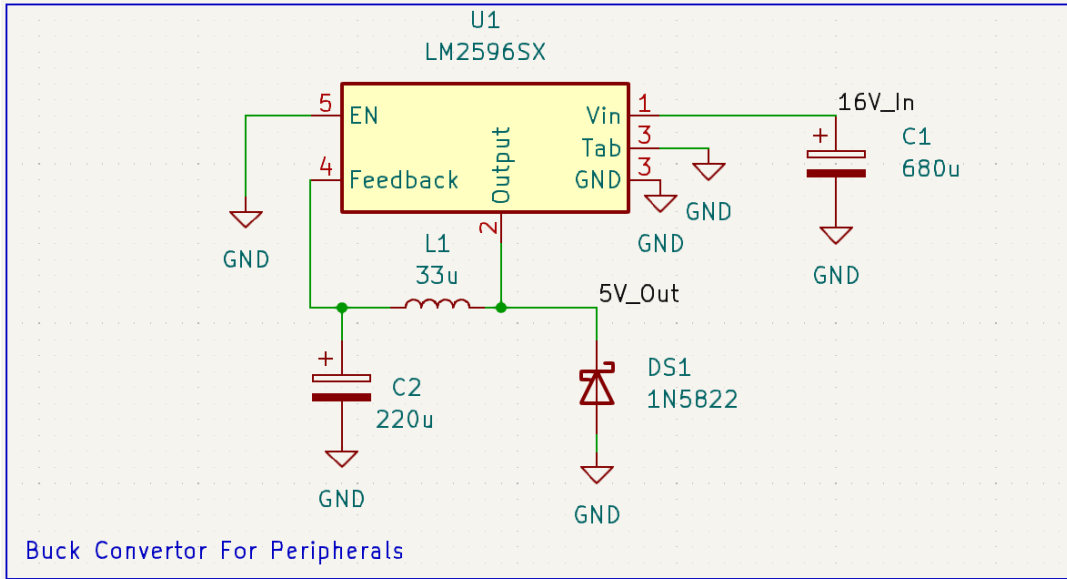 U1
LM2596SX
5
EN
Vin
1
16V_In
Tab
3
C1
680u
4
Feedback
Output
GND
3
2
GND
GND
GND
GND
L1
33u
5V_Out
C2
220u
DS1
1N5822
GND
GND
Buck Convertor For Peripherals
+
+